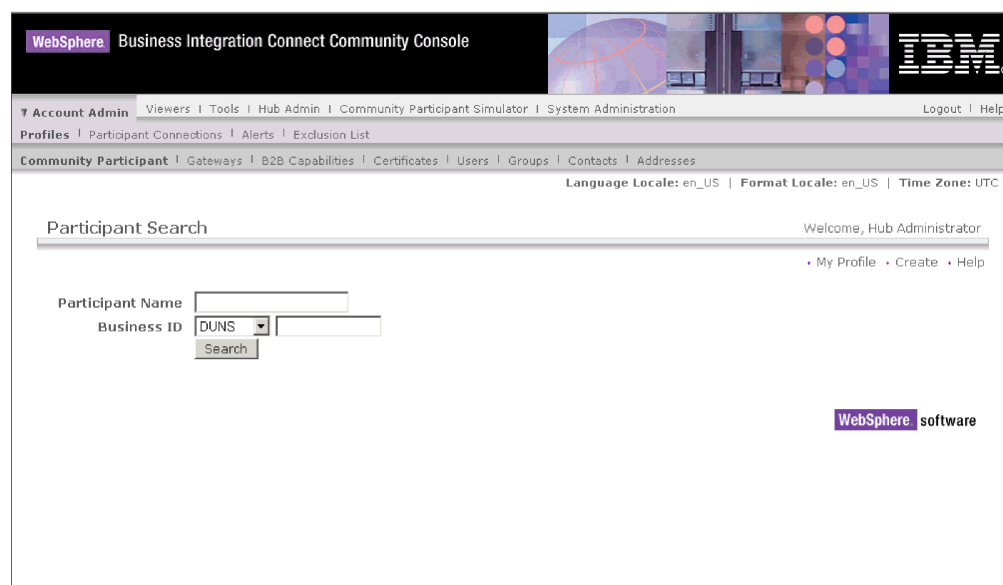 WebSphere. Business Integration Connect Community Console
IBM.
Account Admin Viewers | Tools | Hub Admin | Community Participant Simulator | System Administration Logout | Help
Profiles | Participant Connections | Alerts | Exclusion List
Community Participant | Gateways | B2B Capabilities | Certificates | Users | Groups | Contacts | Addresses
Language Locale: en_US | Format Locale: en_US | Time Zone: UTC
Participant Search Welcome, Hub Administrator
• My Profile • Create • Help
Participant Name
Business ID DUNS
Search
WebSphere. software